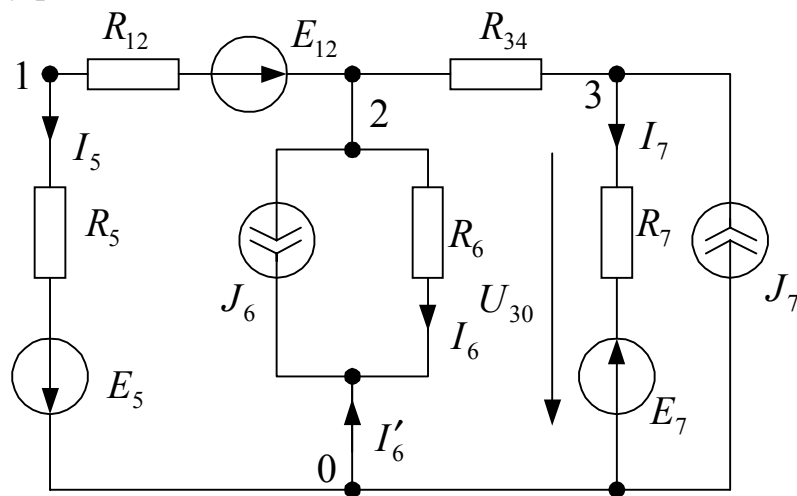 R₁₂
E₁₂
R₃₄
1
2
3
I₅
I₇
R₅
J₆
R₆
U₃₀
R₇
J₇
I₆
E₅
I′₆
E₇
0